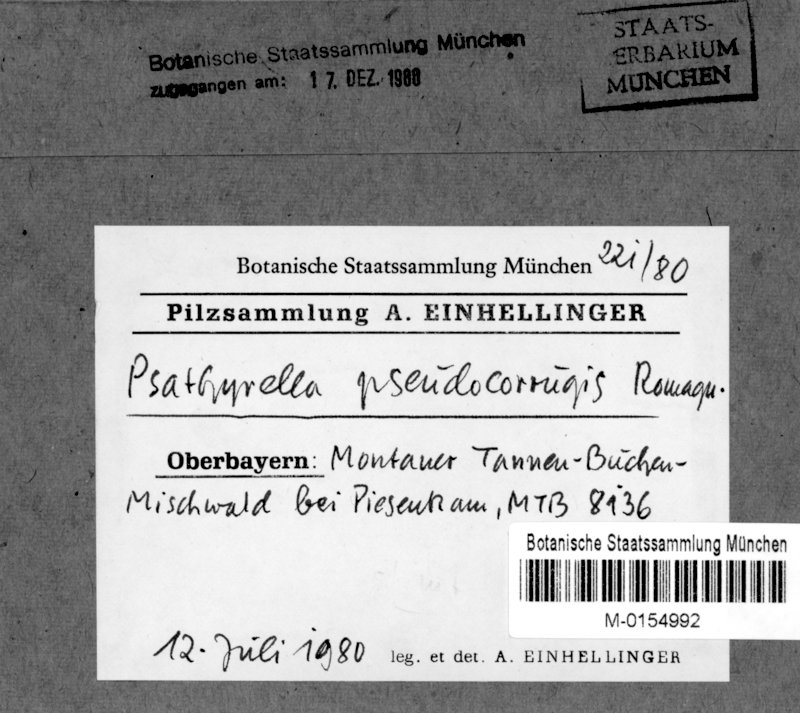 Botanische Staatssammlung München
zugegangen am: 17. DEZ. 1980
STAATS-
ERBARIUM
MÜNCHEN
Botanische Staatssammlung München 22i/80
Pilzsammlung A. EINHELLINGER
Psathyrella pseudocorrugis Romagn.
Oberbayern: Montaner Tannen-Buchen-
Mischwald bei Piesenkam, MTB 8136
Botanische Staatssammlung München
M-0154992
12. Juli 1980 leg. et det. A. EINHELLINGER